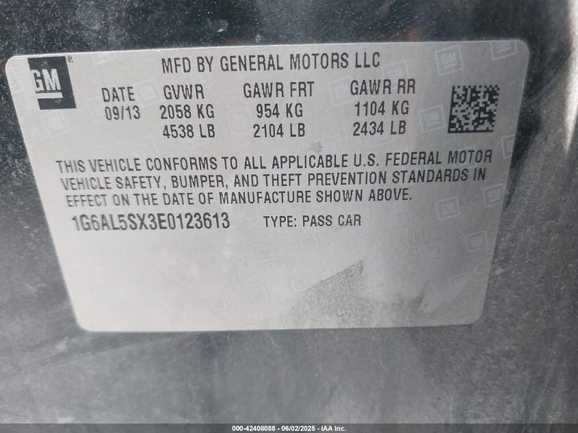 GM
MFD BY GENERAL MOTORS LLC
DATE GVWR GAWR FRT GAWR RR
09/13 2058 KG 954 KG 1104 KG
4538 LB 2104 LB 2434 LB
THIS VEHICLE CONFORMS TO ALL APPLICABLE U.S. FEDERAL MOTOR
VEHICLE SAFETY, BUMPER, AND THEFT PREVENTION STANDARDS IN
EFFECT ON THE DATE OF MANUFACTURE SHOWN ABOVE.
1G6AL5SX3E0123613 TYPE: PASS CAR
000-42408088 - 06/02/2025 - IAA Inc.